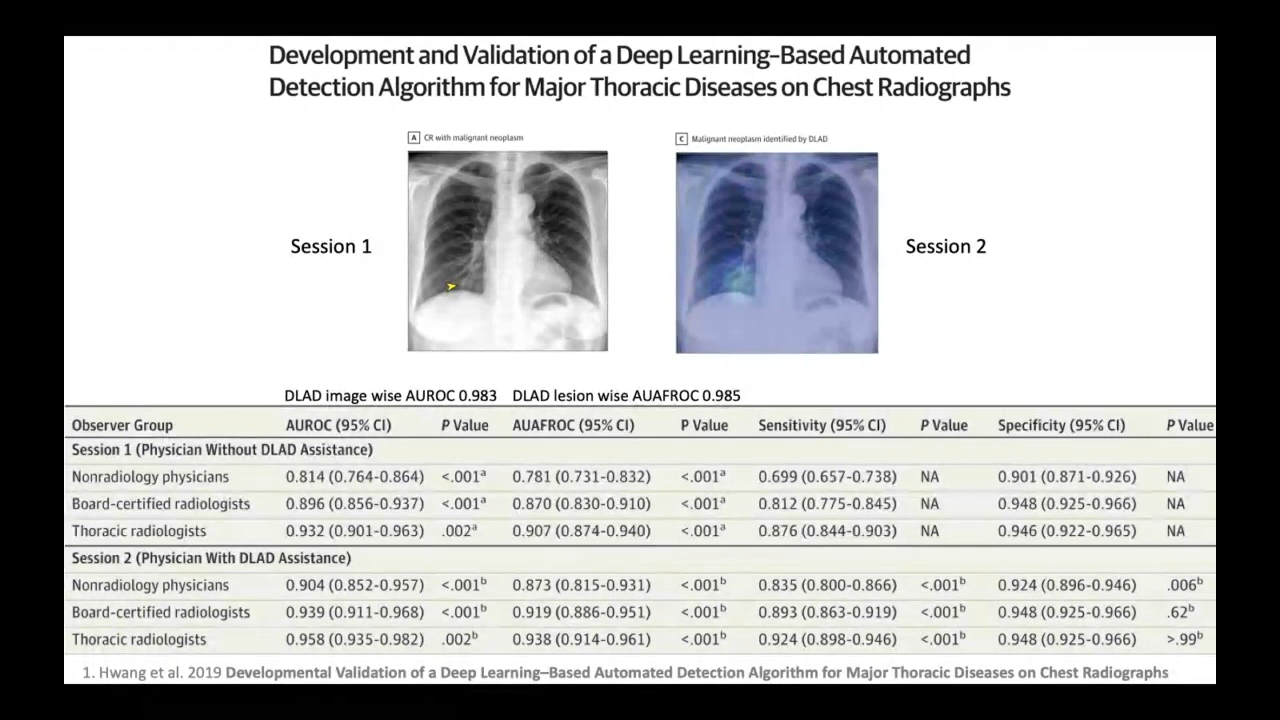 Development and Validation of a Deep Learning–Based Automated
Detection Algorithm for Major Thoracic Diseases on Chest Radiographs
A CR with malignant neoplasm
C Malignant neoplasm identified by DLAD
Session 1
Session 2
DLAD image wise AUROC 0.983 DLAD lesion wise AUAFROC 0.985
Observer Group AUROC (95% CI) P Value AUAFROC (95% CI) P Value Sensitivity (95% CI) P Value Specificity (95% CI) P Value
Session 1 (Physician Without DLAD Assistance)
Nonradiology physicians 0.814 (0.764-0.864) <.001a 0.781 (0.731-0.832) <.001a 0.699 (0.657-0.738) NA 0.901 (0.871-0.926) NA
Board-certified radiologists 0.896 (0.856-0.937) <.001a 0.870 (0.830-0.910) <.001a 0.812 (0.775-0.845) NA 0.948 (0.925-0.966) NA
Thoracic radiologists 0.932 (0.901-0.963) .002a 0.907 (0.874-0.940) <.001a 0.876 (0.844-0.903) NA 0.946 (0.922-0.965) NA
Session 2 (Physician With DLAD Assistance)
Nonradiology physicians 0.904 (0.852-0.957) <.001b 0.873 (0.815-0.931) <.001b 0.835 (0.800-0.866) <.001b 0.924 (0.896-0.946) .006b
Board-certified radiologists 0.939 (0.911-0.968) <.001b 0.919 (0.886-0.951) <.001b 0.893 (0.863-0.919) <.001b 0.948 (0.925-0.966) .62b
Thoracic radiologists 0.958 (0.935-0.982) .002b 0.938 (0.914-0.961) <.001b 0.924 (0.898-0.946) <.001b 0.948 (0.925-0.966) >.99b
1. Hwang et al. 2019 Developmental Validation of a Deep Learning–Based Automated Detection Algorithm for Major Thoracic Diseases on Chest Radiographs